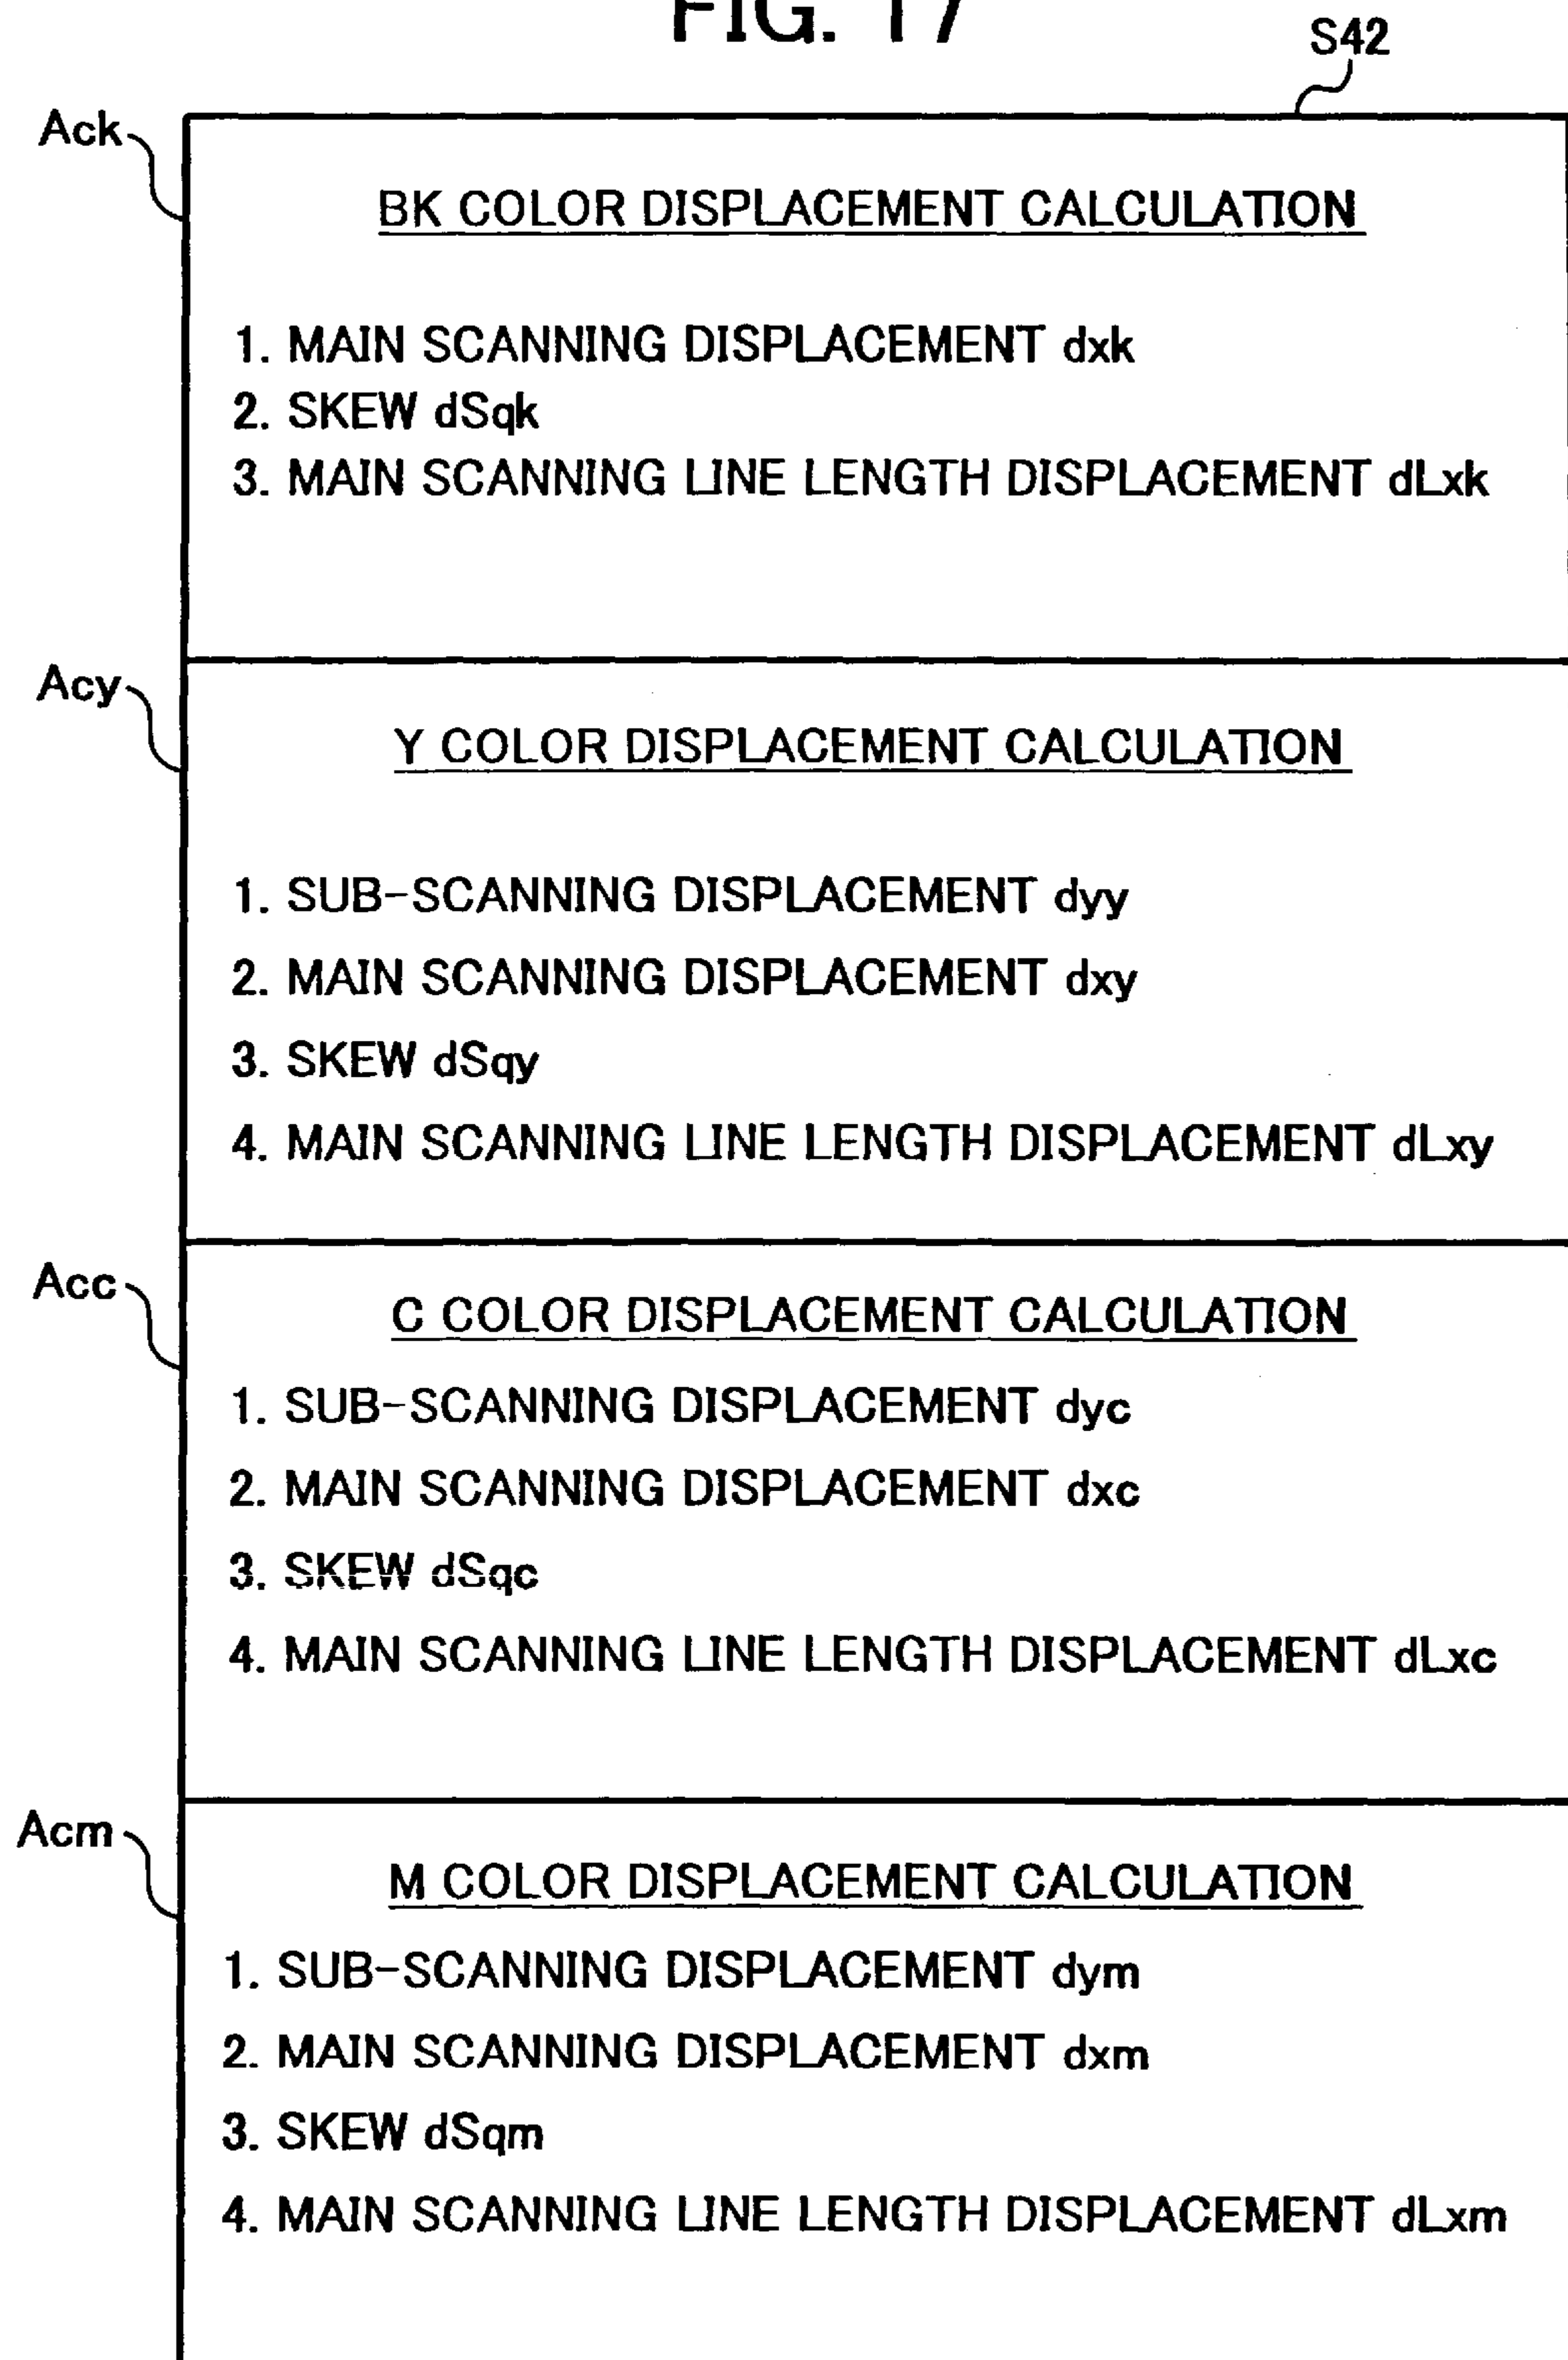 FIG. 17
S42
Ack
BK COLOR DISPLACEMENT CALCULATION
1. MAIN SCANNING DISPLACEMENT dxk
2. SKEW dSqk
3. MAIN SCANNING LINE LENGTH DISPLACEMENT dLxk
Acy
Y COLOR DISPLACEMENT CALCULATION
1. SUB-SCANNING DISPLACEMENT dyy
2. MAIN SCANNING DISPLACEMENT dxy
3. SKEW dSqy
4. MAIN SCANNING LINE LENGTH DISPLACEMENT dLxy
Acc
C COLOR DISPLACEMENT CALCULATION
1. SUB-SCANNING DISPLACEMENT dyc
2. MAIN SCANNING DISPLACEMENT dxc
3. SKEW dSqc
4. MAIN SCANNING LINE LENGTH DISPLACEMENT dLxc
Acm
M COLOR DISPLACEMENT CALCULATION
1. SUB-SCANNING DISPLACEMENT dym
2. MAIN SCANNING DISPLACEMENT dxm
3. SKEW dSqm
4. MAIN SCANNING LINE LENGTH DISPLACEMENT dLxm